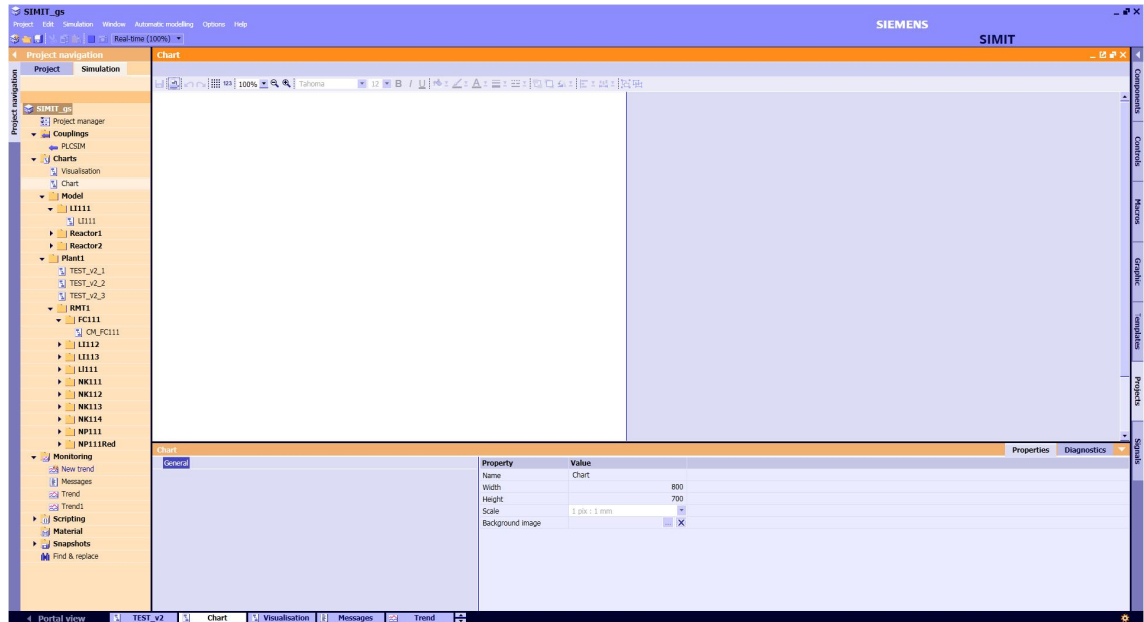 SIMIT_gs
Project Edit Simulation Window Automatic modelling Options Help
SIEMENS
SIMIT
Real-time (100%)
Project navigation
Project Simulation
Project navigation
SIMIT_gs
Project manager
Couplings
PLCSIM
Charts
Visualisation
Chart
Model
LI111
LI111
Reactor1
Reactor2
Plant1
TEST_v2_1
TEST_v2_2
TEST_v2_3
RMT1
FC111
CM_FC111
LI112
LI113
LI111
NK111
NK112
NK113
NK114
NP111
NP111Red
Monitoring
New trend
Messages
Trend
Trend1
Scripting
Material
Snapshots
Find & replace
Chart
123 100% Tahoma 12 B I U A
Chart
Properties Diagnostics
General
Property Value
Name Chart
Width 800
Height 700
Scale 1 pix : 1 mm
Background image ... X
Components
Controls
Macros
Graphic
Templates
Projects
Signals
Portal view TEST_v2 Chart Visualisation Messages Trend